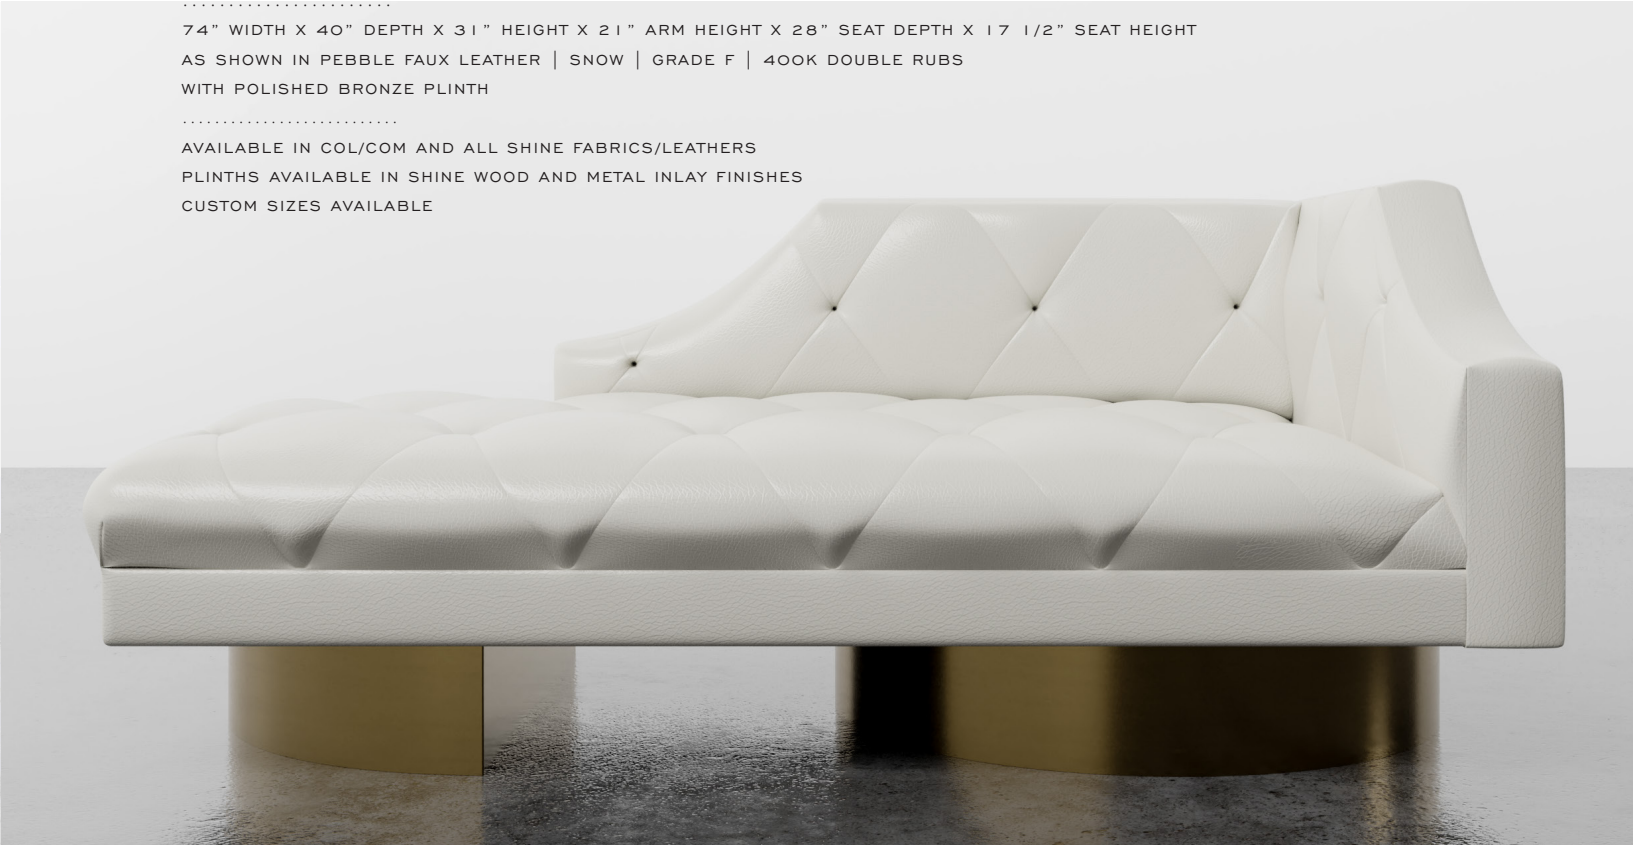 74” WIDTH X 40” DEPTH X 31” HEIGHT X 21” ARM HEIGHT X 28” SEAT DEPTH X 17 1/2” SEAT HEIGHT
AS SHOWN IN PEBBLE FAUX LEATHER | SNOW | GRADE F | 400K DOUBLE RUBS
WITH POLISHED BRONZE PLINTH
AVAILABLE IN COL/COM AND ALL SHINE FABRICS/LEATHERS
PLINTHS AVAILABLE IN SHINE WOOD AND METAL INLAY FINISHES
CUSTOM SIZES AVAILABLE